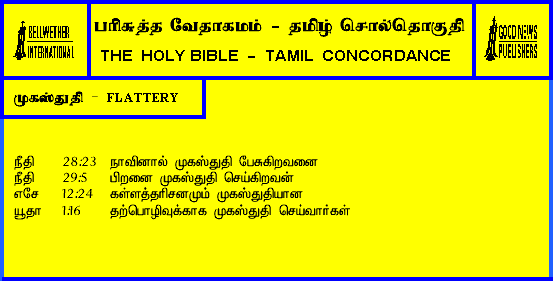 BELLWETHER
INTERNATIONAL
பரிசுத்த வேதாகமம் - தமிழ் சொல்தொகுதி
THE HOLY BIBLE - TAMIL CONCORDANCE
GOOD NEWS
PUBLISHERS
முகஸ்துதி - FLATTERY
நீதி 28:23 நாவினால் முகஸ்துதி பேசுகிறவனை
நீதி 29:5 பிறனை முகஸ்துதி செய்கிறவன்
எசே 12:24 கள்ளத்தரிசனமும் முகஸ்துதியான
யூதா 1:16 தற்பொழிவுக்காக முகஸ்துதி செய்வார்கள்